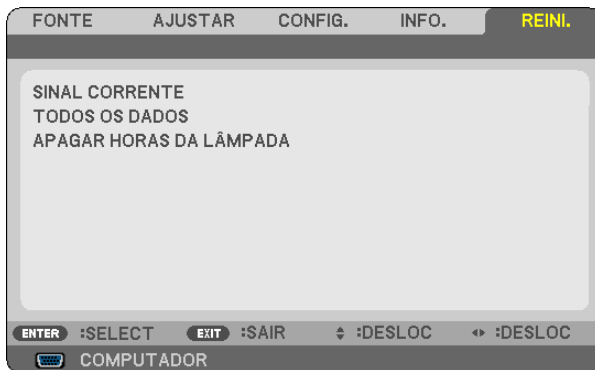 FONTE AJUSTAR CONFIG. INFO. REINI.
SINAL CORRENTE
TODOS OS DADOS
APAGAR HORAS DA LÂMPADA
ENTER :SELECT EXIT :SAIR :DESLOC :DESLOC
COMPUTADOR